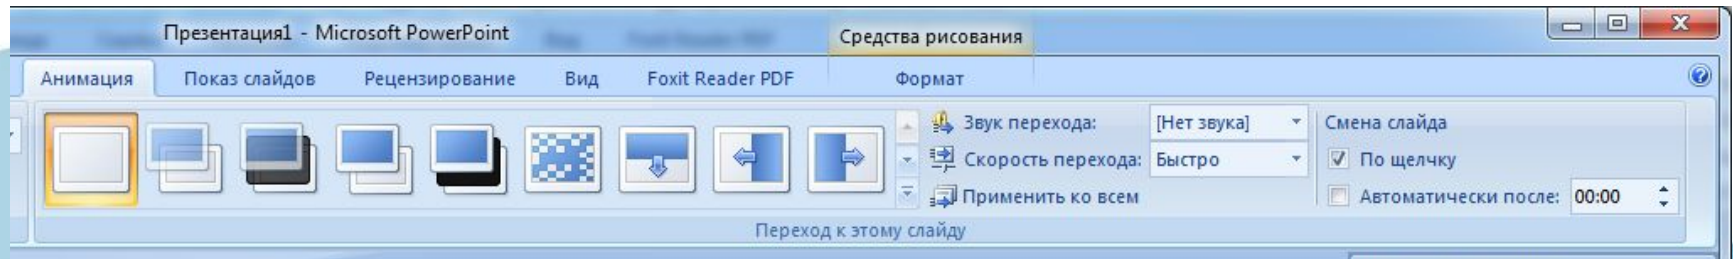 Презентация1 - Microsoft PowerPoint Средства рисования
Анимация Показ слайдов Рецензирование Вид Foxit Reader PDF Формат
Звук перехода: [Нет звука] Смена слайда
Скорость перехода: Быстро По щелчку
Применить ко всем Автоматически после: 00:00
Переход к этому слайду